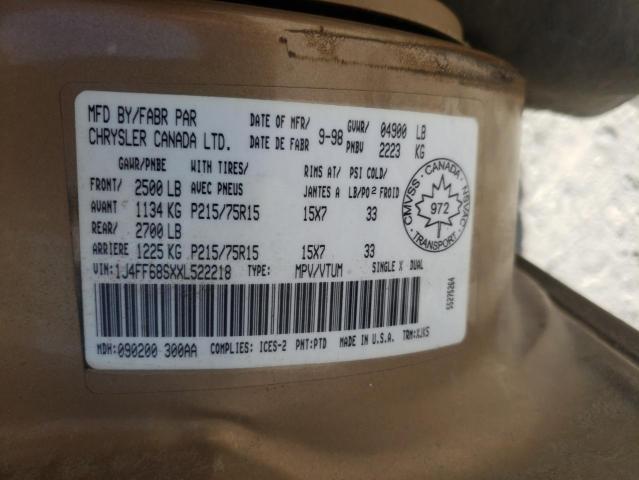 MFD BY/FABR PAR DATE OF MFR/ 9-98 GVWR/ 04900 LB
CHRYSLER CANADA LTD. DATE DE FABR PNBV 2223 KG
GAWR/PNBE WITH TIRES/ RIMS AT/ PSI COLD/
FRONT/ 2500 LB AVEC PNEUS JANTES A LB/PO² FROID
AVANT 1134 KG P215/75R15 15X7 33
REAR/ 2700 LB
ARRIERE 1225 KG P215/75R15 15X7 33
VIN:1J4FF68SXXL522218 TYPE: MPV/VTUM SINGLE X DUAL
MDH:090200 300AA COMPLIES: ICES-2 PNT:PTD MADE IN U.S.A. TRM:XJK5
CMVSS · CANADA · NSVAC
972
TRANSPORT
55275264